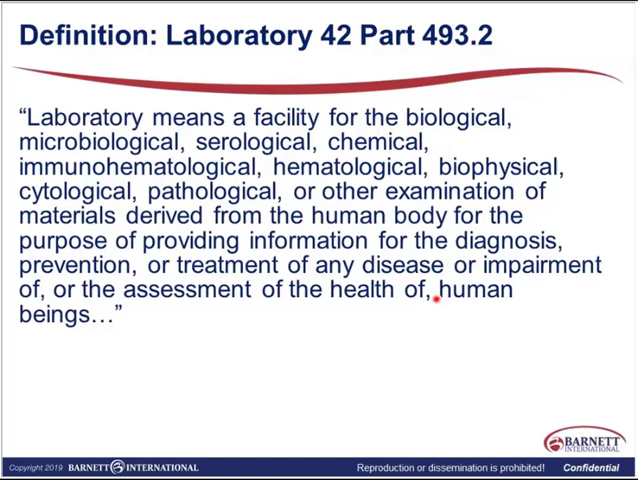 Definition: Laboratory 42 Part 493.2
“Laboratory means a facility for the biological,
microbiological, serological, chemical,
immunohematological, hematological, biophysical,
cytological, pathological, or other examination of
materials derived from the human body for the
purpose of providing information for the diagnosis,
prevention, or treatment of any disease or impairment
of, or the assessment of the health of, human
beings…”
BARNETT
INTERNATIONAL
Copyright 2019 BARNETT INTERNATIONAL
Reproduction or dissemination is prohibited! Confidential